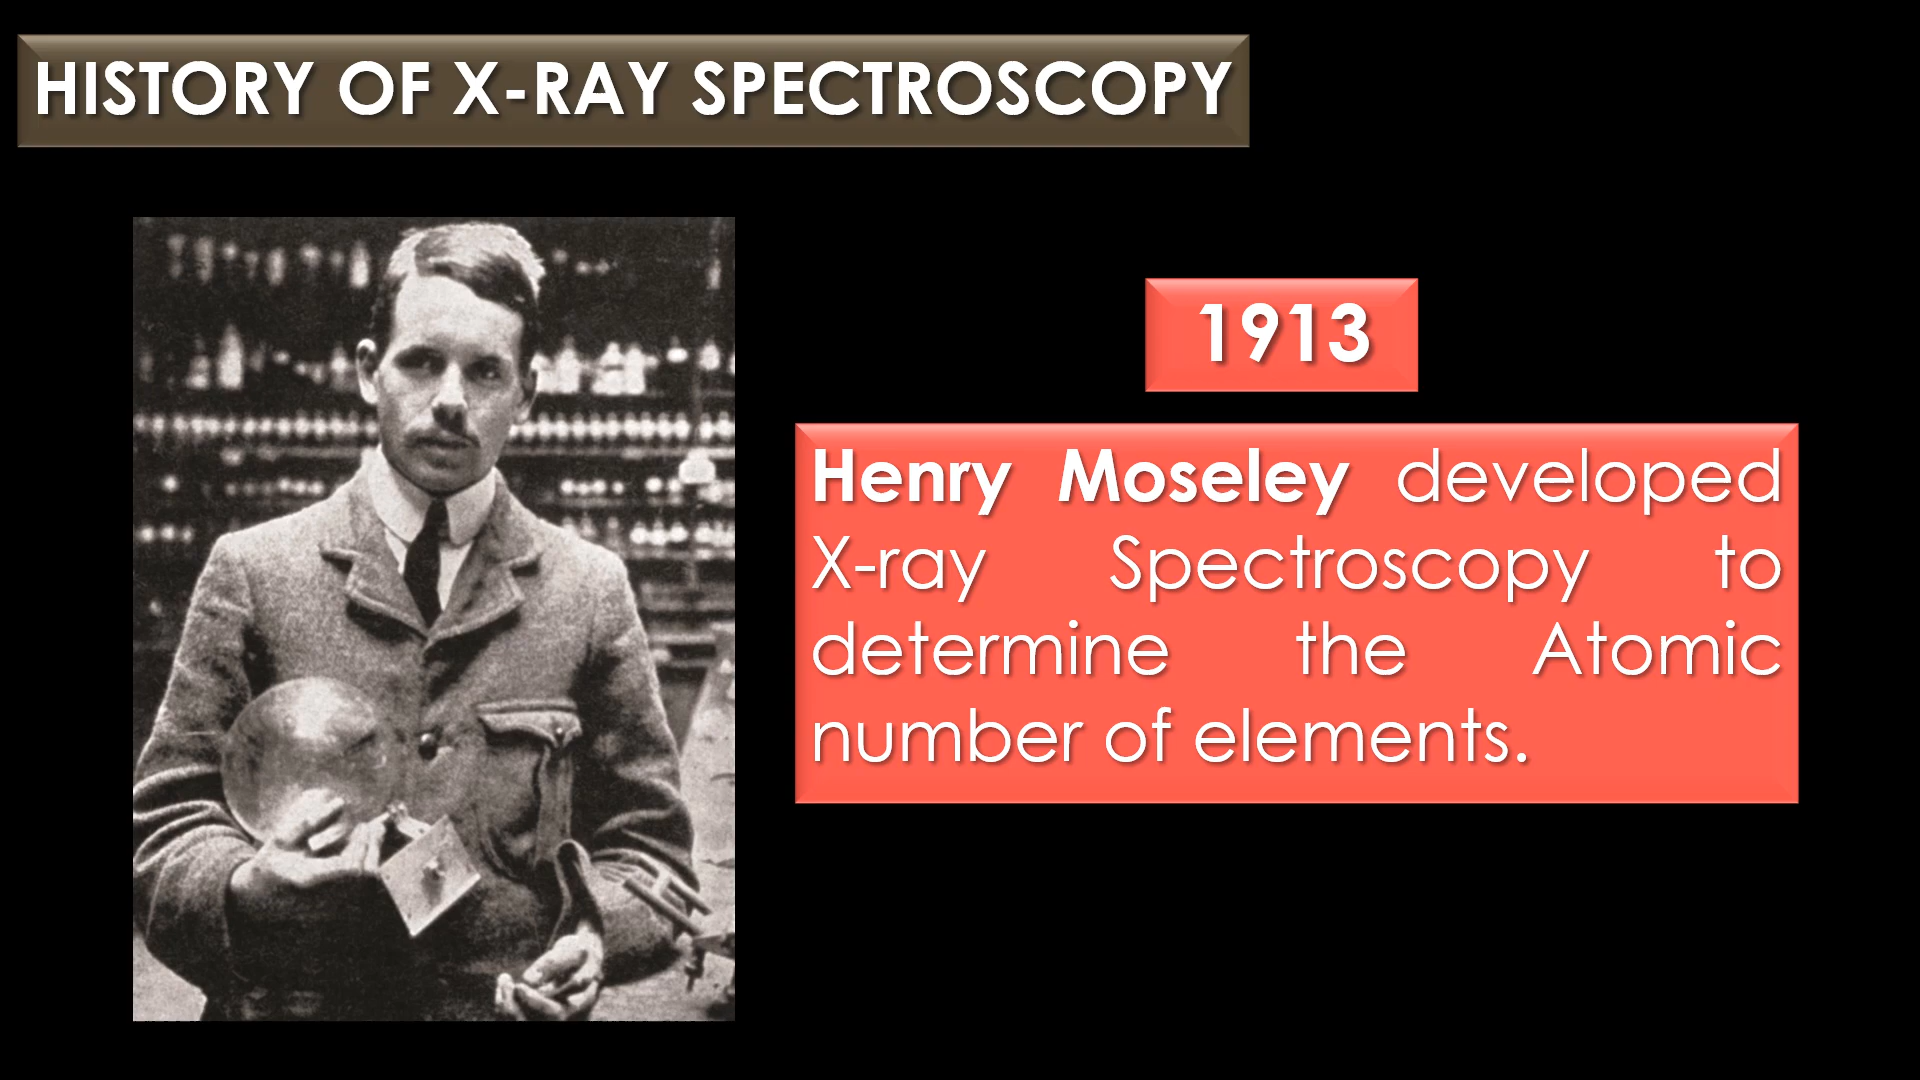 HISTORY OF X-RAY SPECTROSCOPY
1913
Henry Moseley developed
X-ray Spectroscopy to
determine the Atomic
number of elements.